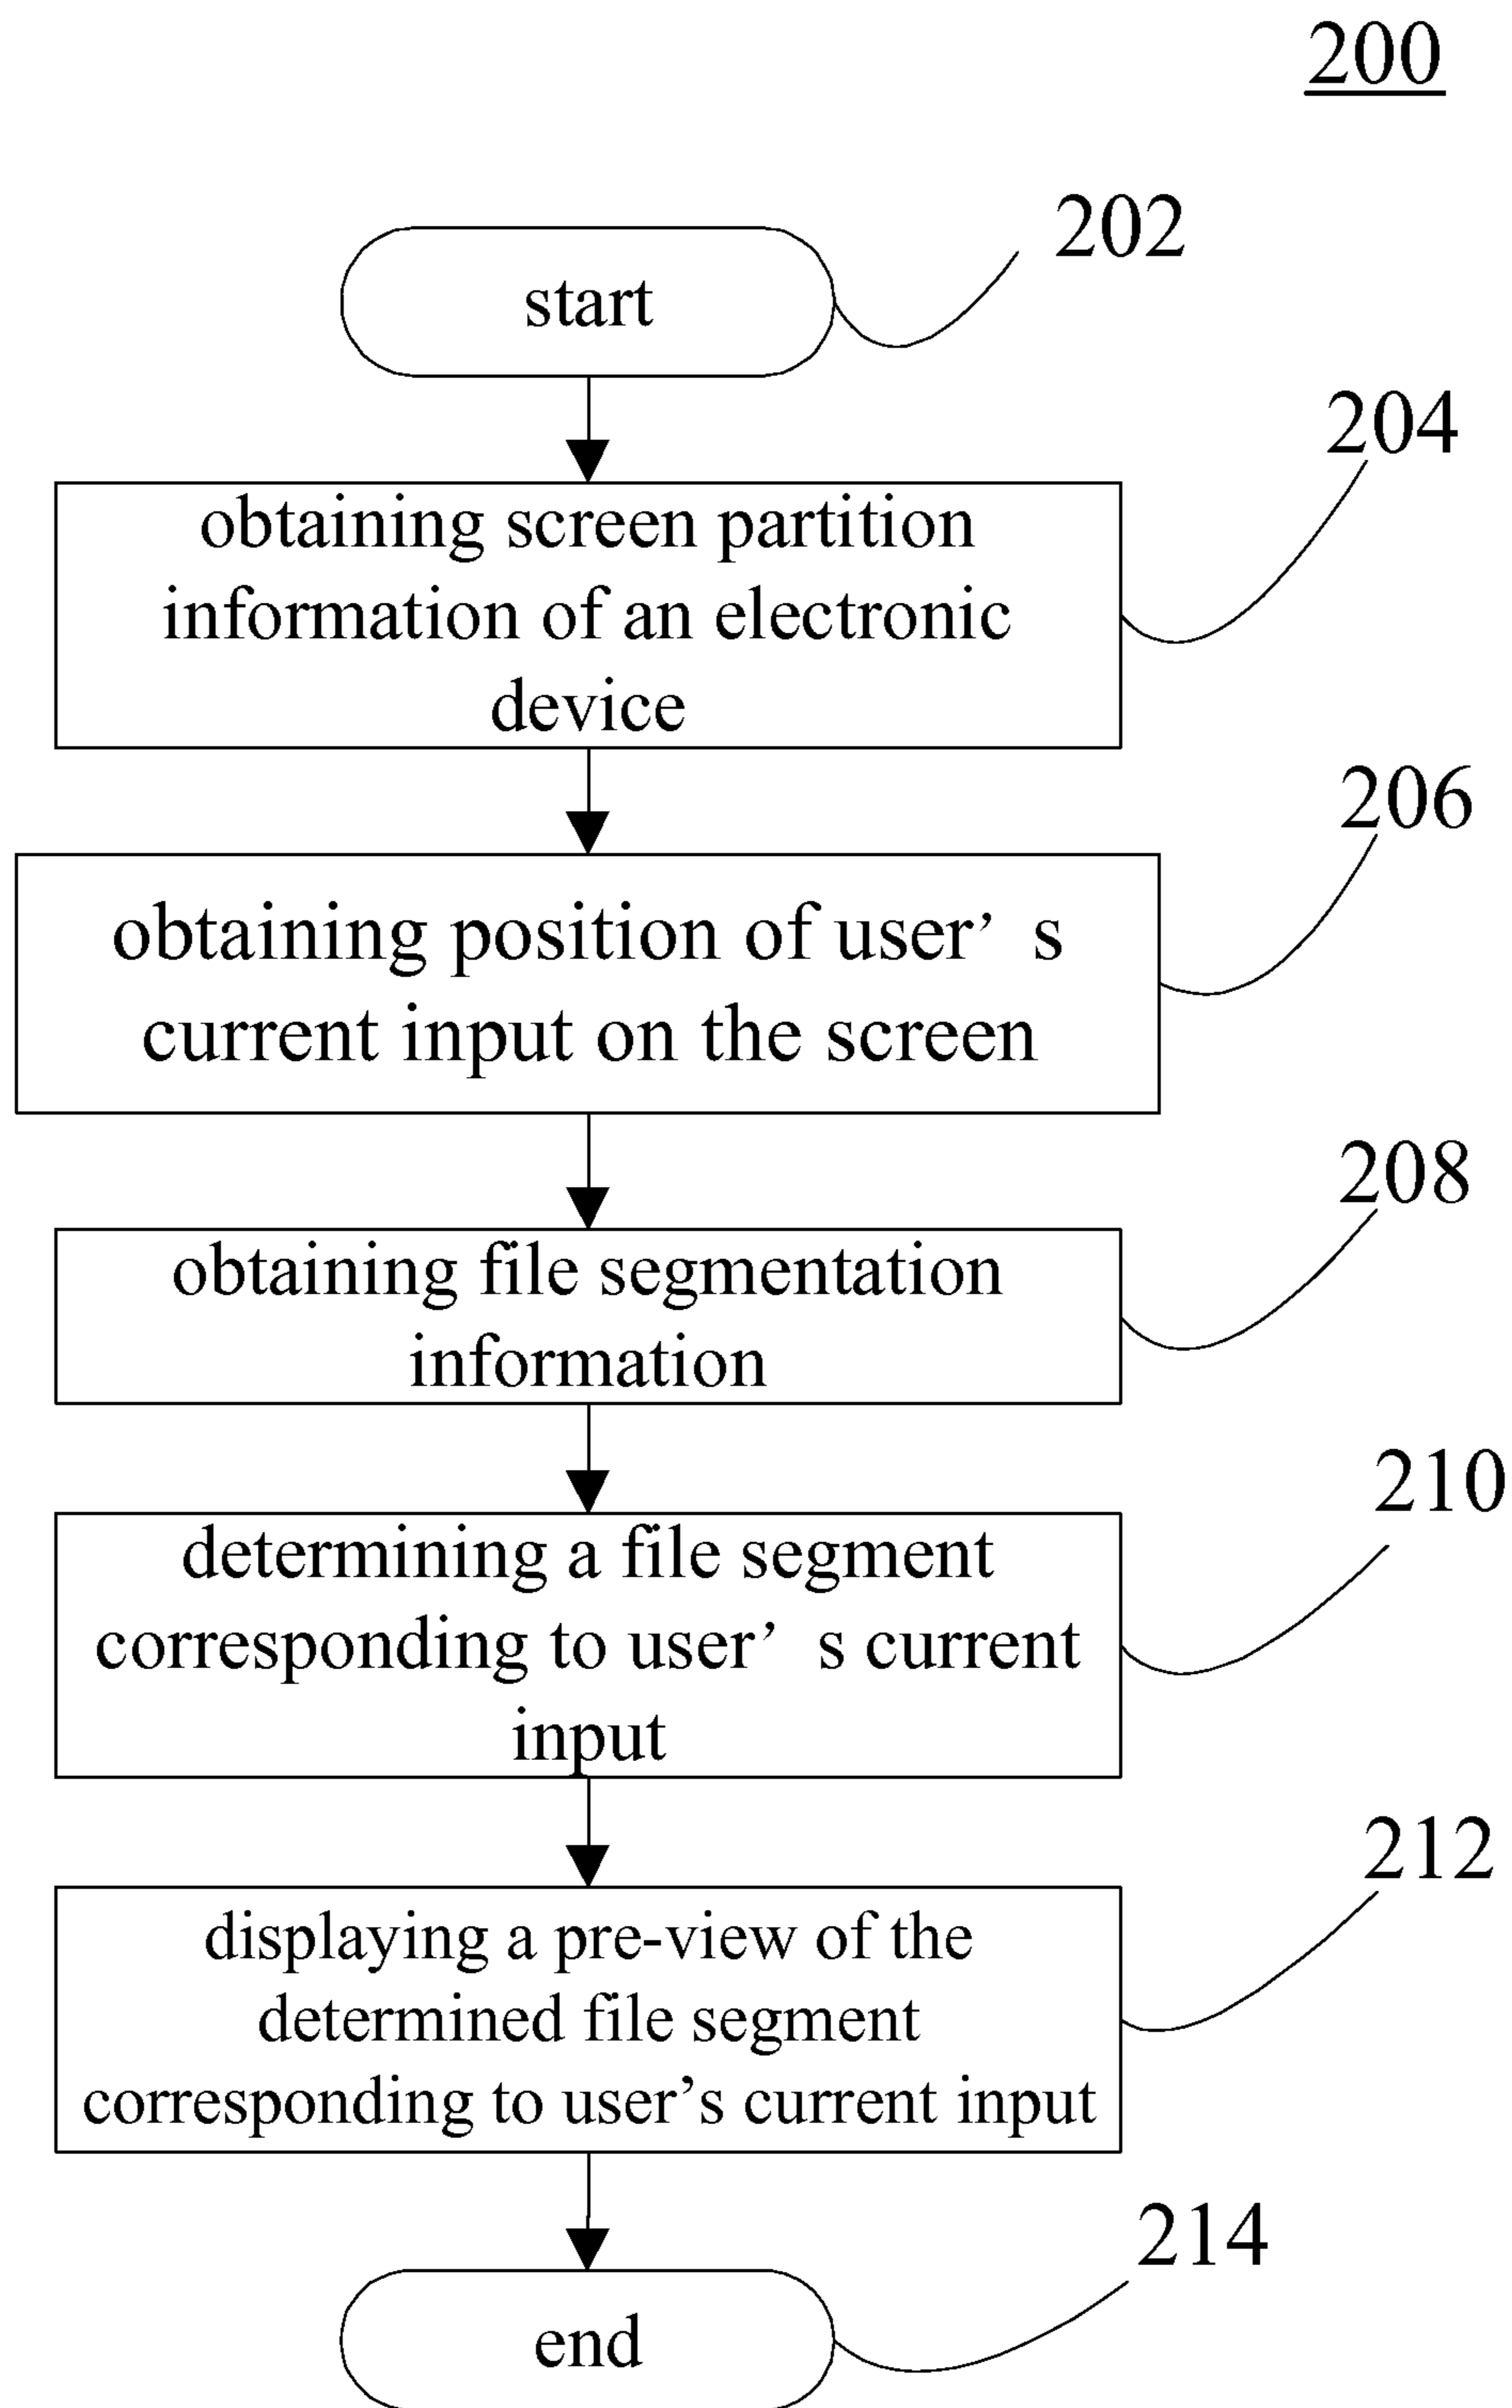 200
202
start
204
obtaining screen partition
information of an electronic
device
206
obtaining position of user’ s
current input on the screen
208
obtaining file segmentation
information
210
determining a file segment
corresponding to user’ s current
input
212
displaying a pre-view of the
determined file segment
corresponding to user’s current input
214
end